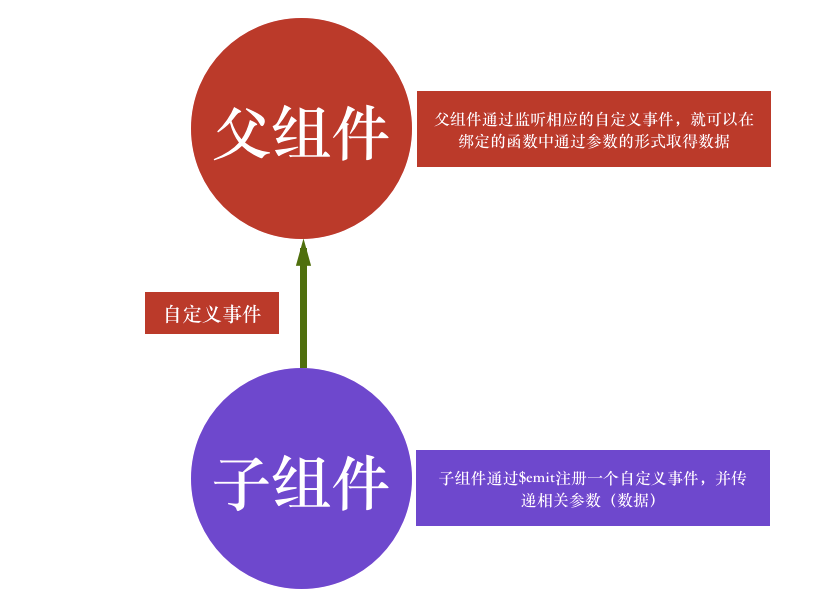 父组件
父组件通过监听相应的自定义事件，就可以在
绑定的函数中通过参数的形式取得数据
自定义事件
子组件
子组件通过$emit注册一个自定义事件，并传
递相关参数（数据）